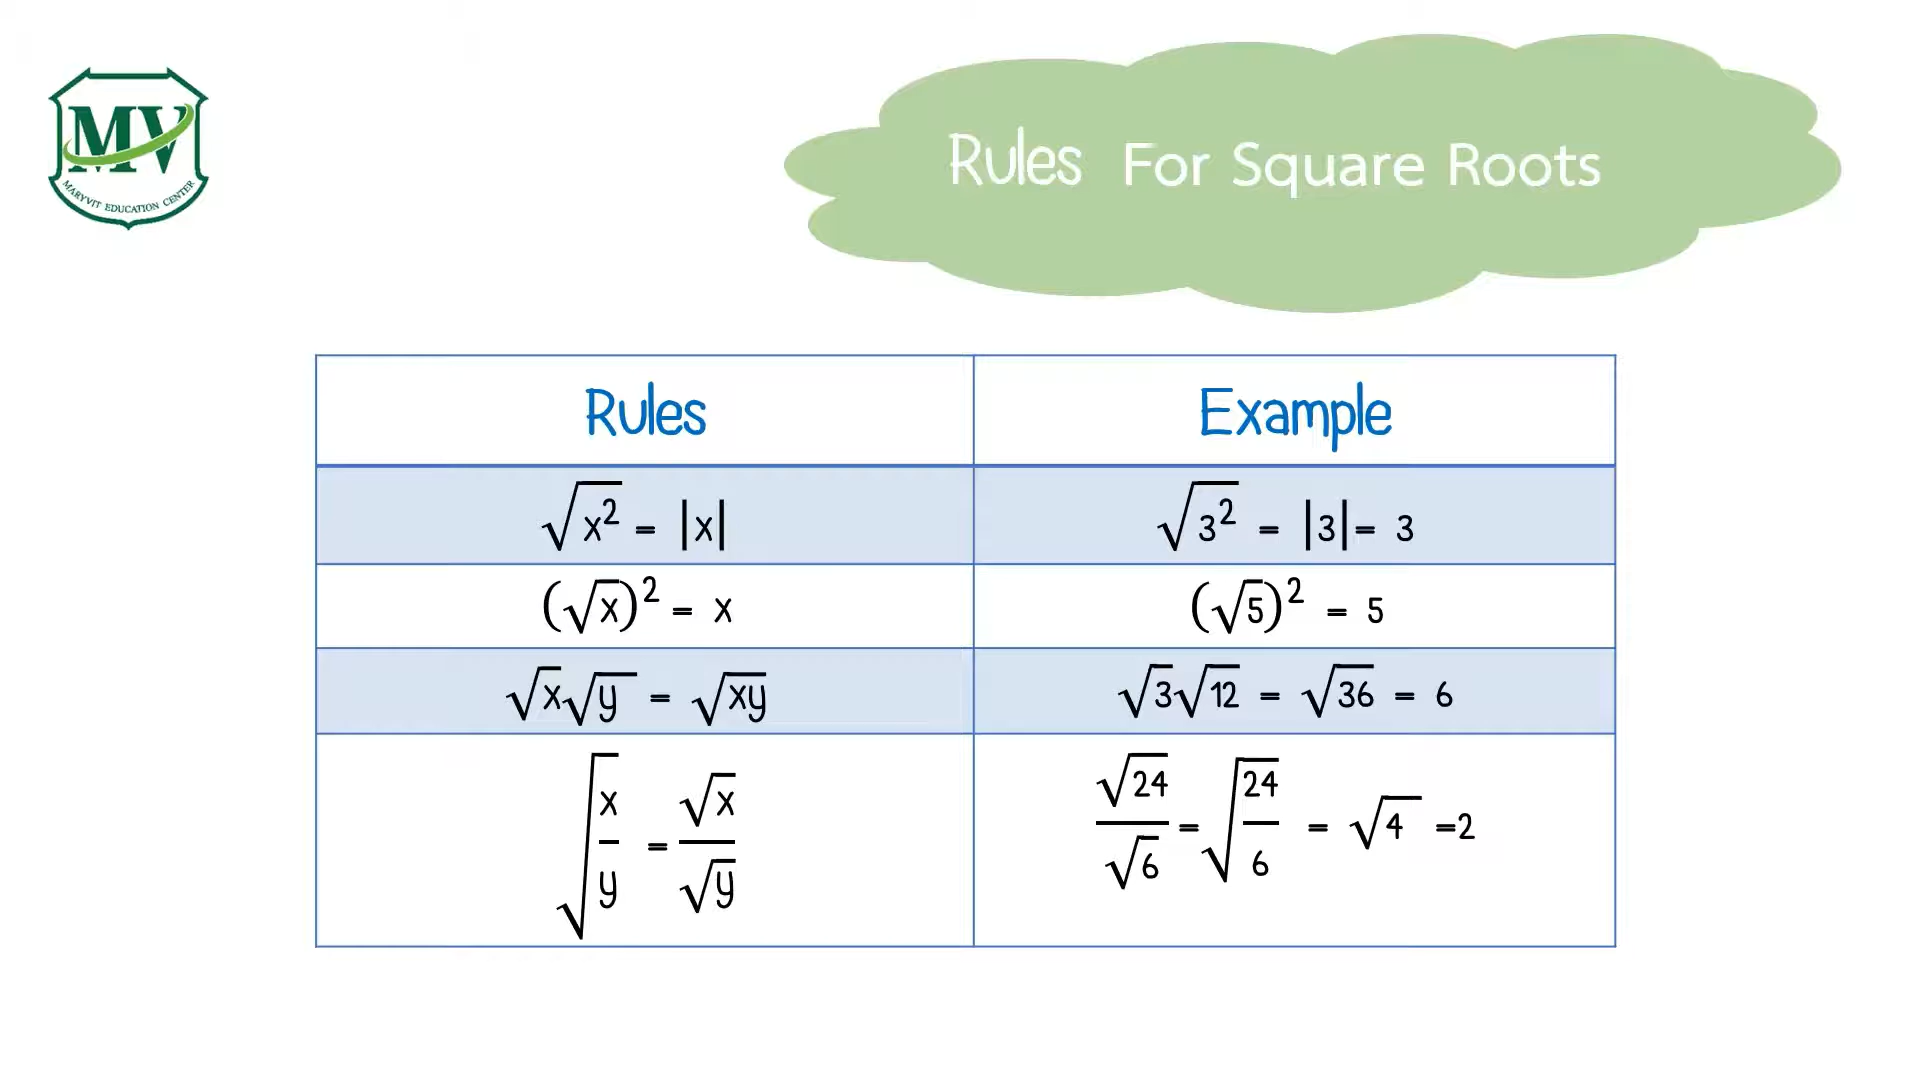 MV
MARYVIT EDUCATION CENTER
Rules For Square Roots
Rules Example
√x² = |x| √3² = |3| = 3
(√x)² = x (√5)² = 5
√x√y = √xy √3√12 = √36 = 6
√(x/y) = √x/√y √24/√6 = √(24/6) = √4 =2